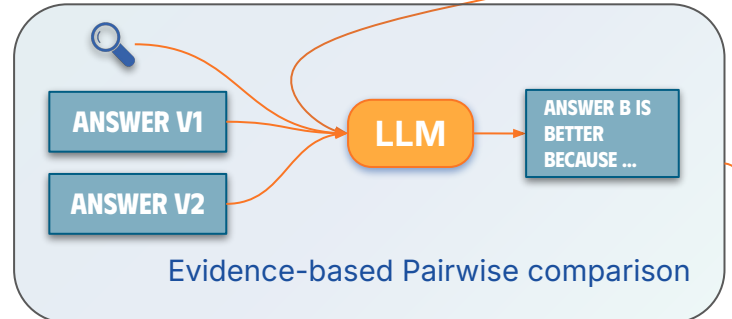 ANSWER V1
ANSWER V2
LLM
ANSWER B IS
BETTER
BECAUSE ...
Evidence-based Pairwise comparison